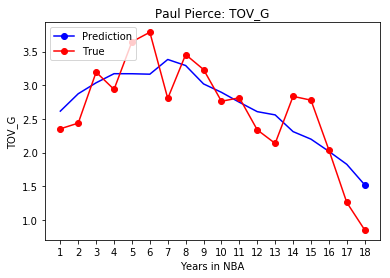 Paul Pierce: TOV_G
Prediction
True
TOV_G
3.5
3.0
2.5
2.0
1.5
1.0
1 2 3 4 5 6 7 8 9 10 11 12 13 14 15 16 17 18
Years in NBA